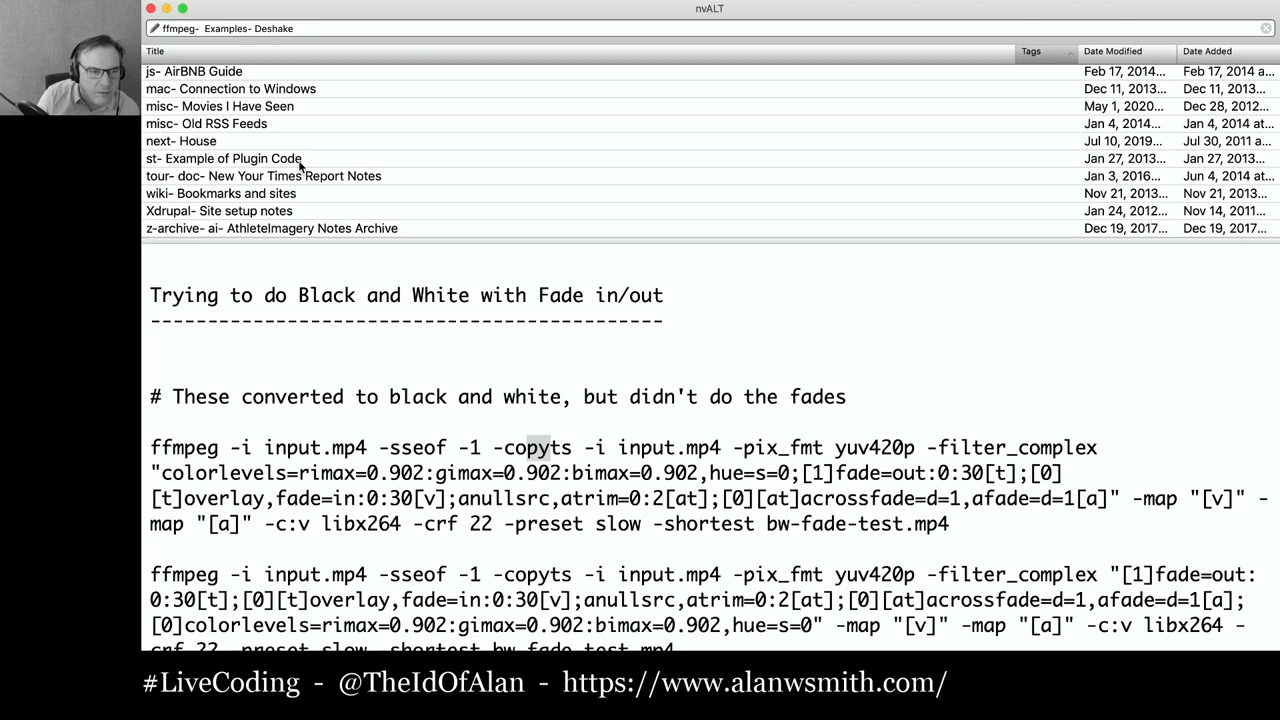 nvALT
ffmpeg- Examples- Deshake
Title Tags Date Modified Date Added
js- AirBNB Guide Feb 17, 2014... Feb 17, 2014 a...
mac- Connection to Windows Dec 11, 2013... Dec 11, 2013...
misc- Movies I Have Seen May 1, 2020... Dec 28, 2012...
misc- Old RSS Feeds Jan 4, 2014... Jan 4, 2014 at...
next- House Jul 10, 2019... Jul 30, 2011 a...
st- Example of Plugin Code Jan 27, 2013... Jan 27, 2013...
tour- doc- New Your Times Report Notes Jan 3, 2016... Jun 4, 2014 at...
wiki- Bookmarks and sites Nov 21, 2013... Nov 21, 2013...
Xdrupal- Site setup notes Jan 24, 2012... Nov 14, 2011...
z-archive- ai- AthleteImagery Notes Archive Dec 19, 2017... Dec 19, 2017...
Trying to do Black and White with Fade in/out
---------------------------------------------
# These converted to black and white, but didn't do the fades
ffmpeg -i input.mp4 -sseof -1 -copyts -i input.mp4 -pix_fmt yuv420p -filter_complex
"colorlevels=rimax=0.902:gimax=0.902:bimax=0.902,hue=s=0;[1]fade=out:0:30[t];[0]
[t]overlay,fade=in:0:30[v];anullsrc,atrim=0:2[at];[0][at]acrossfade=d=1,afade=d=1[a]" -map "[v]" -
map "[a]" -c:v libx264 -crf 22 -preset slow -shortest bw-fade-test.mp4
ffmpeg -i input.mp4 -sseof -1 -copyts -i input.mp4 -pix_fmt yuv420p -filter_complex "[1]fade=out:
0:30[t];[0][t]overlay,fade=in:0:30[v];anullsrc,atrim=0:2[at];[0][at]acrossfade=d=1,afade=d=1[a];
[0]colorlevels=rimax=0.902:gimax=0.902:bimax=0.902,hue=s=0" -map "[v]" -map "[a]" -c:v libx264 -
crf 22 -preset slow -shortest bw-fade-test.mp4
#LiveCoding - @TheIdOfAlan - https://www.alanwsmith.com/